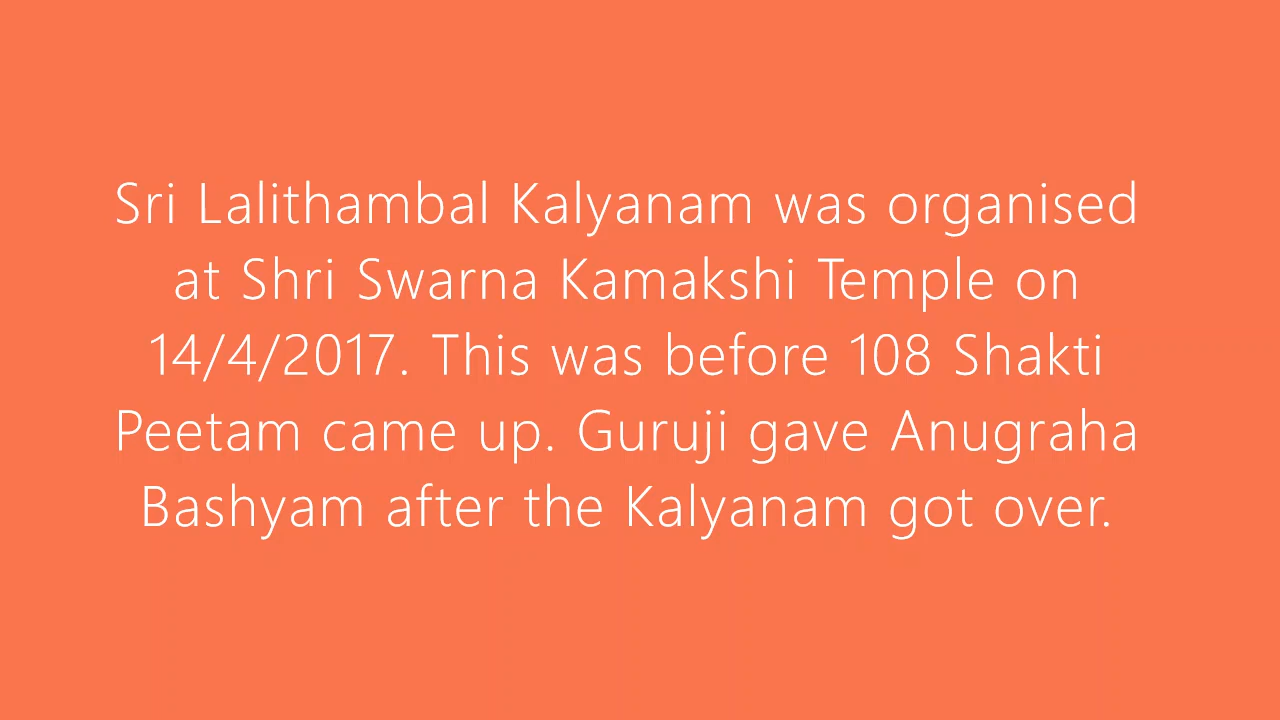 Sri Lalithambal Kalyanam was organised
at Shri Swarna Kamakshi Temple on
14/4/2017. This was before 108 Shakti
Peetam came up. Guruji gave Anugraha
Bashyam after the Kalyanam got over.